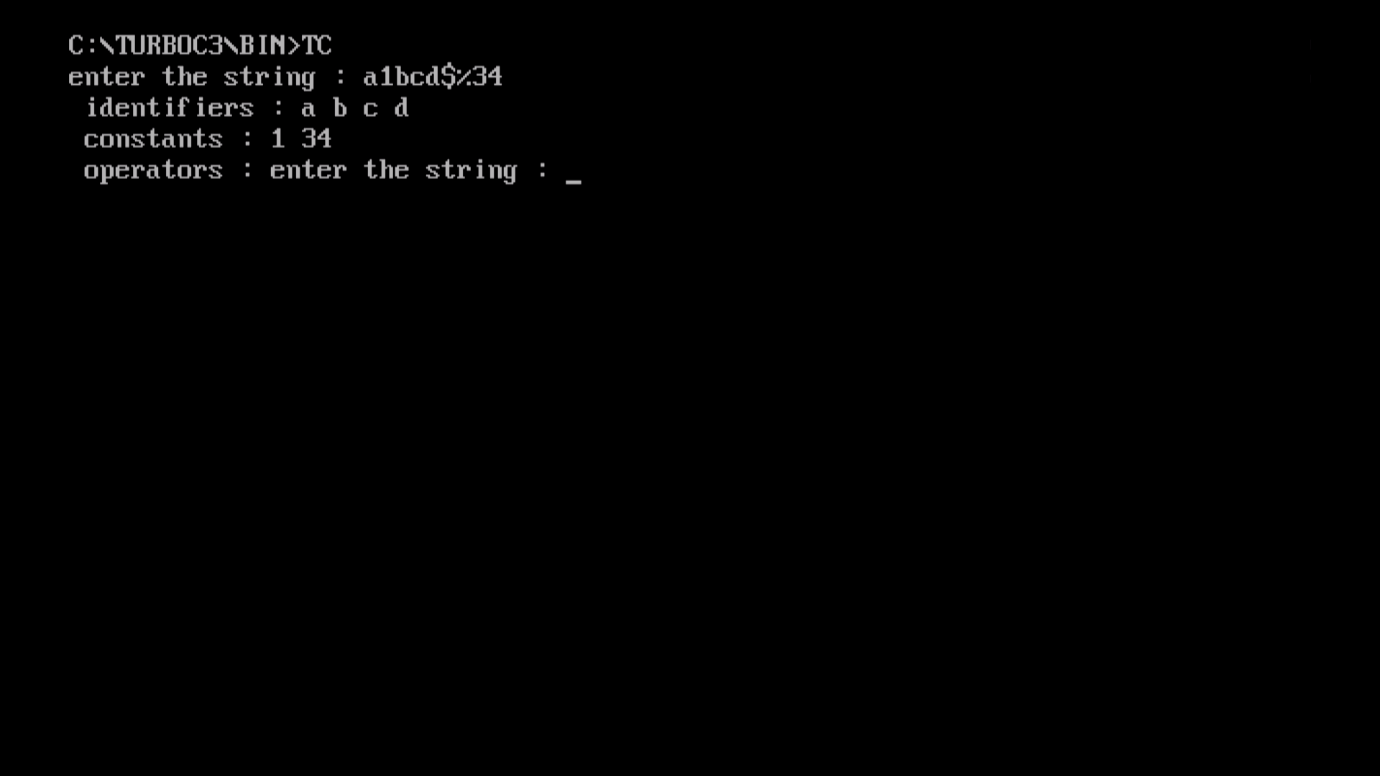 C:\TURBOC3\BIN>TC
enter the string : a1bcd$%34
identifiers : a b c d
constants : 1 34
operators : enter the string : _